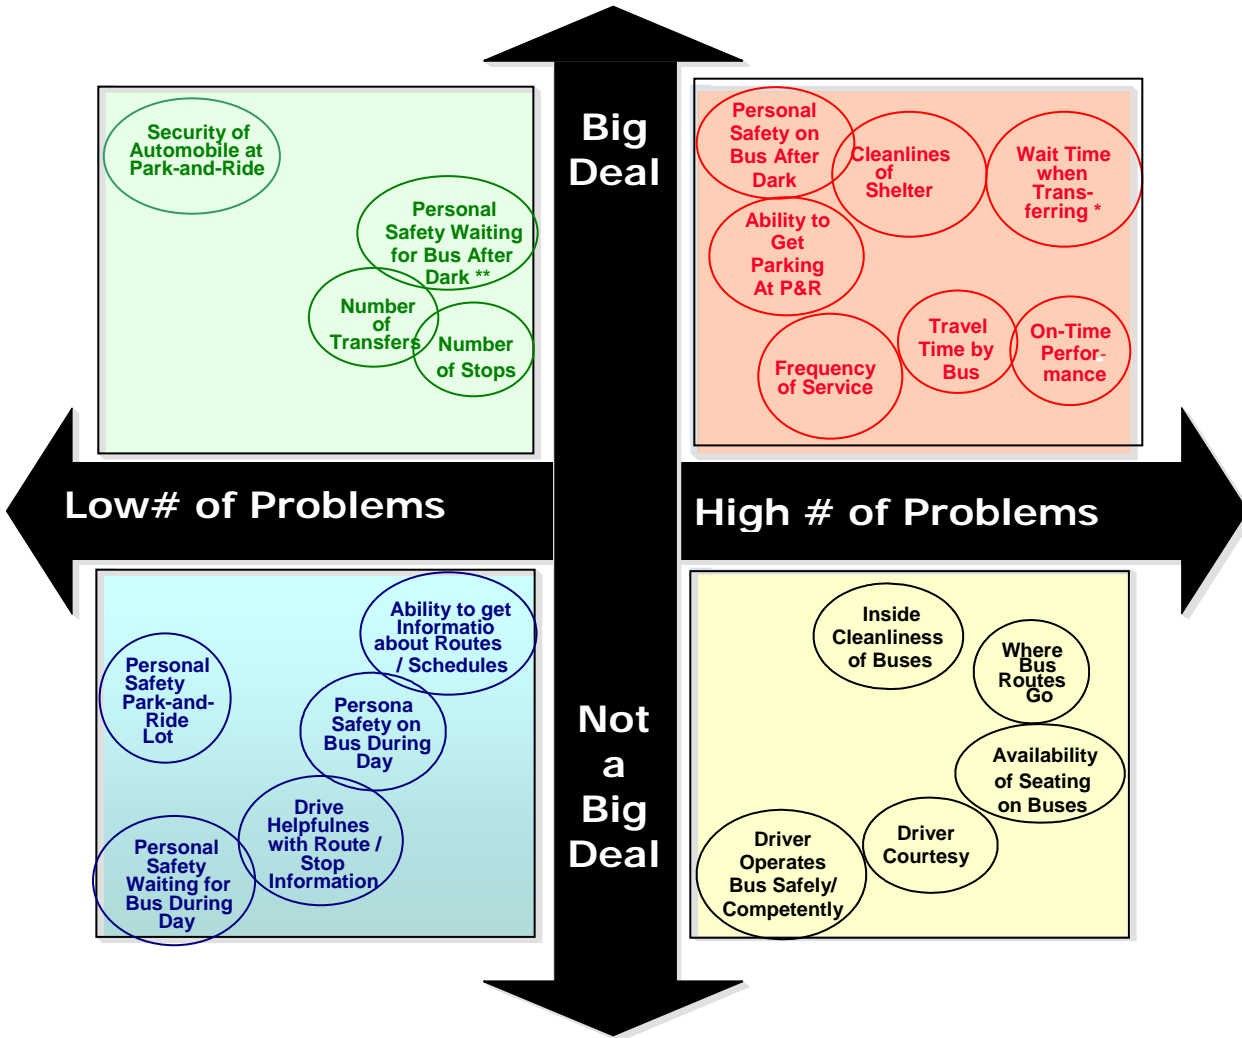 Big
Deal
Security of
Automobile at
Park-and-Ride
Personal
Safety Waiting
for Bus After
Dark **
Number
of
Transfers
Number
of Stops
Personal
Safety on
Bus After
Dark
Cleanlines
of
Shelter
Wait Time
when
Trans-
ferring *
Ability to
Get
Parking
At P&R
Frequency
of Service
Travel
Time by
Bus
On-Time
Perfor-
mance
Low# of Problems
High # of Problems
Ability to get
Informatio
about Routes
/ Schedules
Personal
Safety
Park-and-
Ride
Lot
Persona
Safety on
Bus During
Day
Drive
Helpfulnes
with Route /
Stop
Information
Personal
Safety
Waiting for
Bus During
Day
Not
a
Big
Deal
Inside
Cleanliness
of Buses
Where
Bus
Routes
Go
Availability
of Seating
on Buses
Driver
Courtesy
Driver
Operates
Bus Safely/
Competently